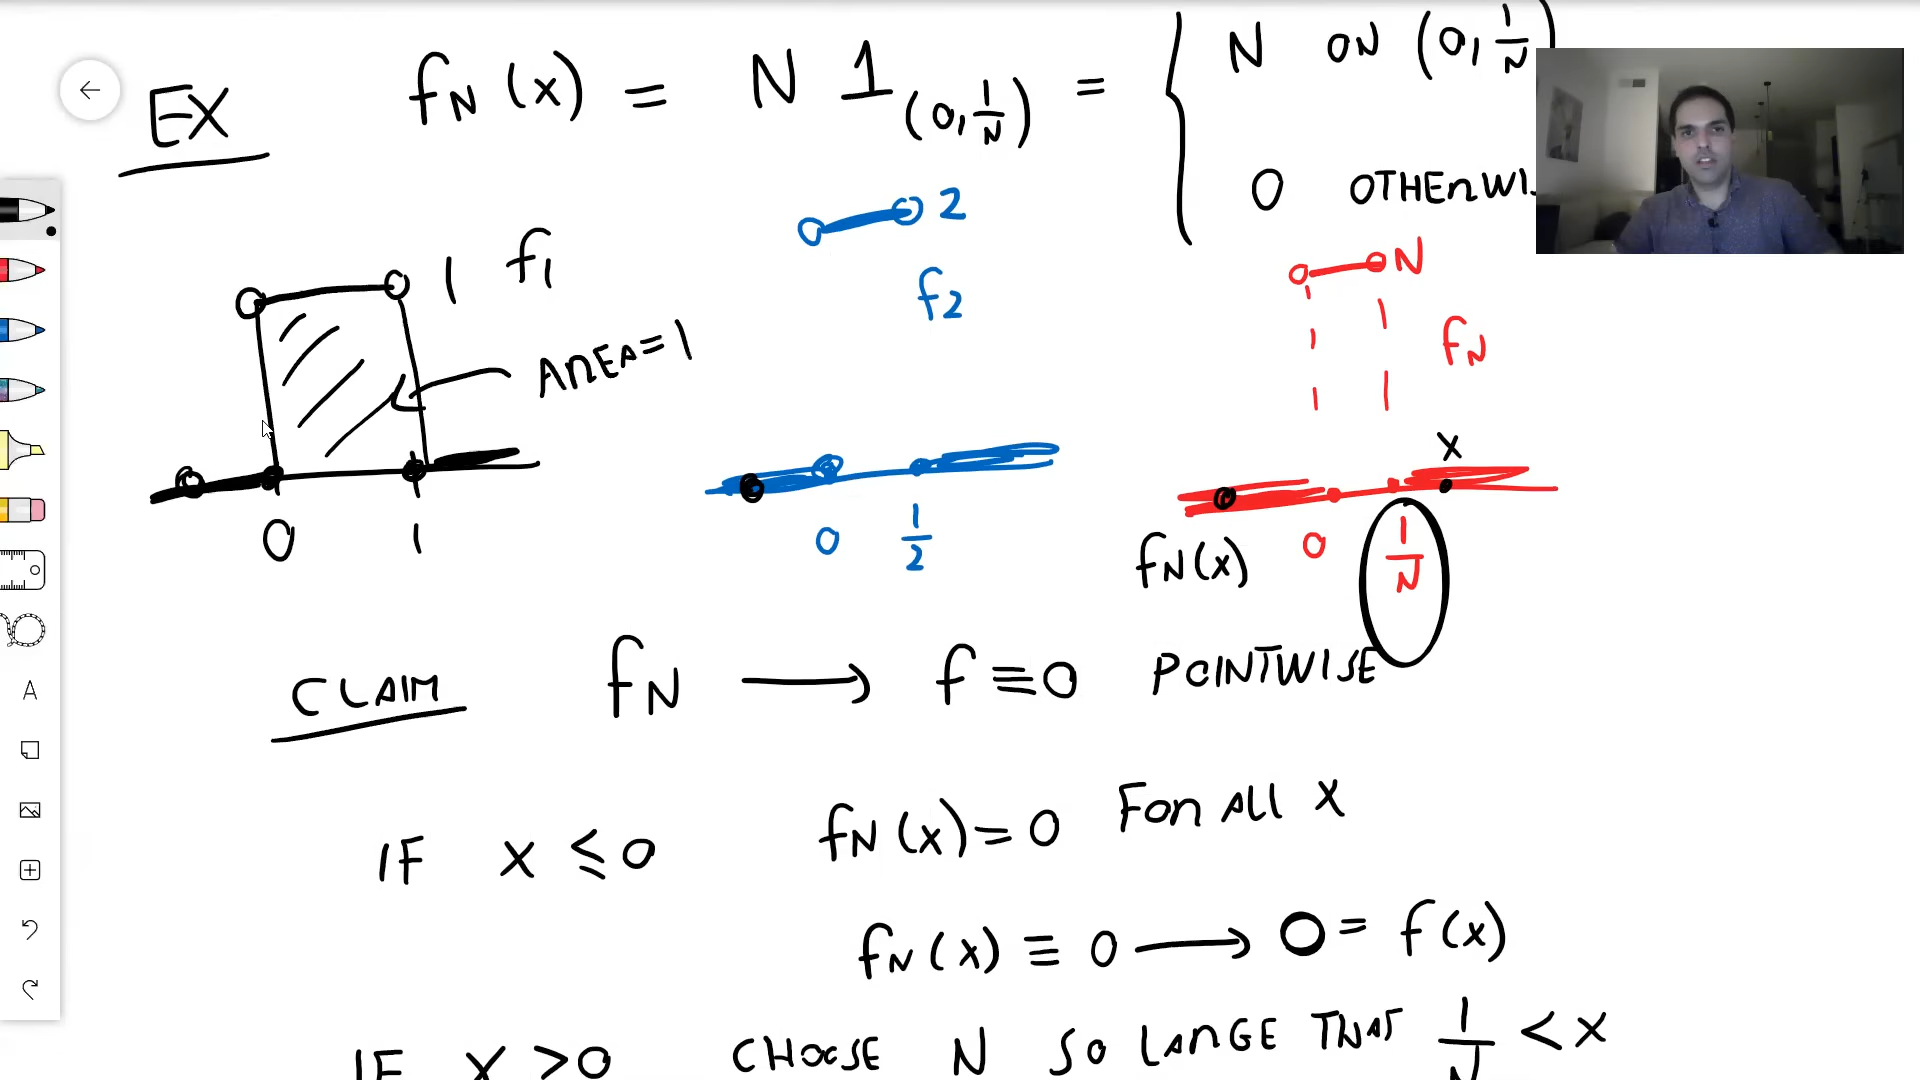 EX fN(x) = N 1(0,1/N) = { N ON (0,1/N)
0 OTHERWI
1 f1
2
f2
N
fN
AREA=1
x
0 1
0 1/2
fN(x) 0 1/N
CLAIM fN → f≡0 POINTWISE
IF x ≤ 0 fN(x)=0 FOR ALL x
fN(x) ≡ 0 → 0 = f(x)
IF x >0 CHOOSE N SO LARGE THAT 1/N < x
A